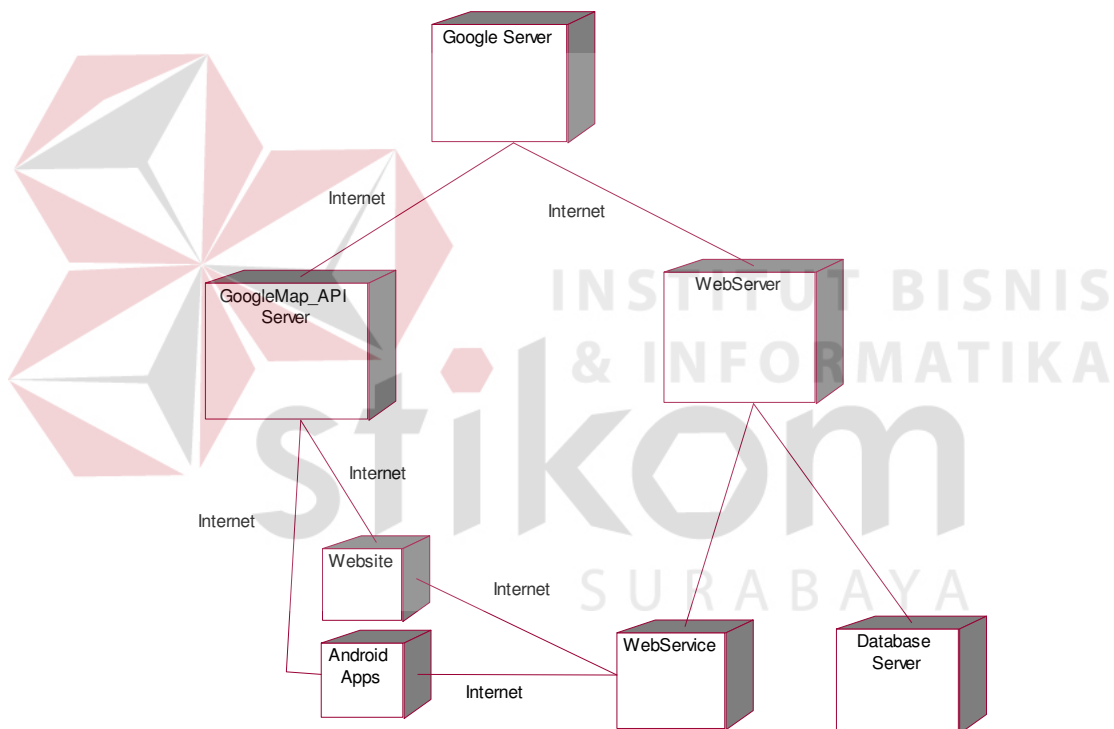 Google Server
Internet
Internet
GoogleMap_API
Server
WebServer
INSTITUT BISNIS
& INFORMATIKA
stikom
SURABAYA
Internet
Internet
Website
Internet
Android
Apps
Internet
WebService
Database
Server